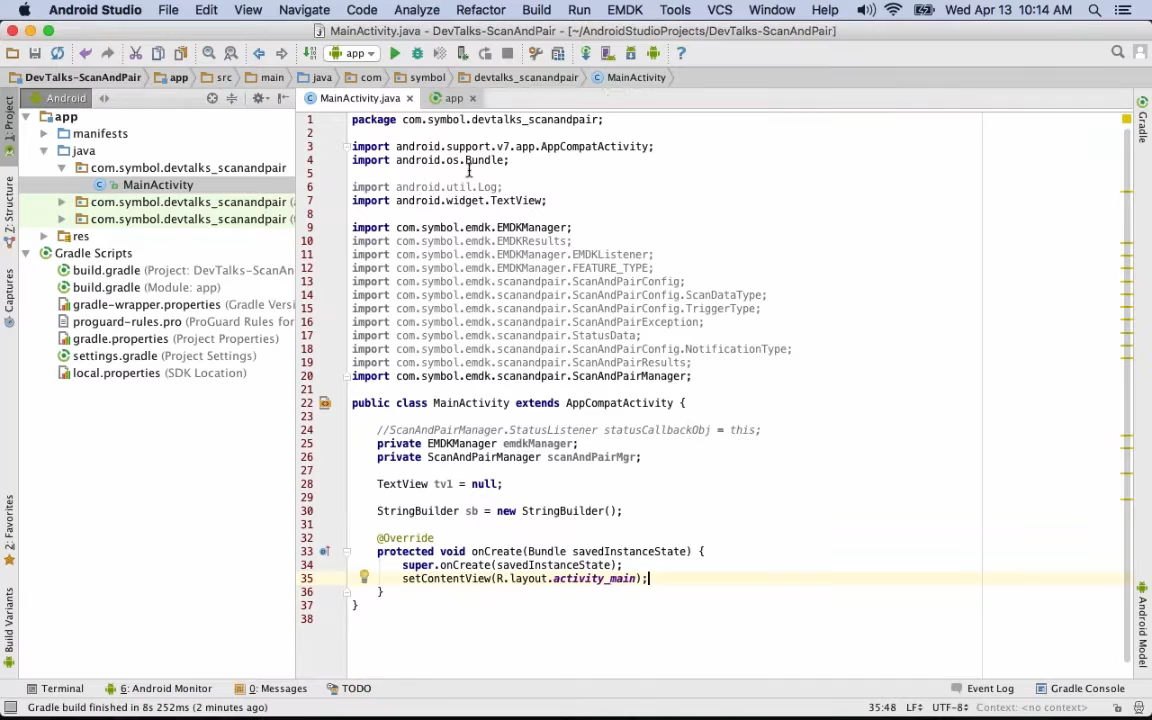 Android Studio File Edit View Navigate Code Analyze Refactor Build Run EMDK Tools VCS Window Help Wed Apr 13 10:14 AM
MainActivity.java - DevTalks-ScanAndPair - [~/AndroidStudioProjects/DevTalks-ScanAndPair]
app
DevTalks-ScanAndPair app src main java com symbol devtalks_scanandpair MainActivity
Android MainActivity.java app
1: Project
Z: Structure
Captures
2: Favorites
Build Variants
app
manifests
java
com.symbol.devtalks_scanandpair
MainActivity
com.symbol.devtalks_scanandpair
com.symbol.devtalks_scanandpair
res
Gradle Scripts
build.gradle (Project: DevTalks-ScanAn
build.gradle (Module: app)
gradle-wrapper.properties (Gradle Versi
proguard-rules.pro (ProGuard Rules for
gradle.properties (Project Properties)
settings.gradle (Project Settings)
local.properties (SDK Location)
1 package com.symbol.devtalks_scanandpair;
2
3 import android.support.v7.app.AppCompatActivity;
4 import android.os.Bundle;
5
6 import android.util.Log;
7 import android.widget.TextView;
8
9 import com.symbol.emdk.EMDKManager;
10 import com.symbol.emdk.EMDKResults;
11 import com.symbol.emdk.EMDKManager.EMDKListener;
12 import com.symbol.emdk.EMDKManager.FEATURE_TYPE;
13 import com.symbol.emdk.scanandpair.ScanAndPairConfig;
14 import com.symbol.emdk.scanandpair.ScanAndPairConfig.ScanDataType;
15 import com.symbol.emdk.scanandpair.ScanAndPairConfig.TriggerType;
16 import com.symbol.emdk.scanandpair.ScanAndPairException;
17 import com.symbol.emdk.scanandpair.StatusData;
18 import com.symbol.emdk.scanandpair.ScanAndPairConfig.NotificationType;
19 import com.symbol.emdk.scanandpair.ScanAndPairResults;
20 import com.symbol.emdk.scanandpair.ScanAndPairManager;
21
22 public class MainActivity extends AppCompatActivity {
23
24 //ScanAndPairManager.StatusListener statusCallbackObj = this;
25 private EMDKManager emdkManager;
26 private ScanAndPairManager scanAndPairMgr;
27
28 TextView tv1 = null;
29
30 StringBuilder sb = new StringBuilder();
31
32 @Override
33 protected void onCreate(Bundle savedInstanceState) {
34 super.onCreate(savedInstanceState);
35 setContentView(R.layout.activity_main);
36 }
37 }
38
Gradle
Android Model
Terminal 6: Android Monitor 0: Messages TODO Event Log Gradle Console
Gradle build finished in 8s 252ms (2 minutes ago) 35:48 LF÷ UTF-8÷ Context: <no context>